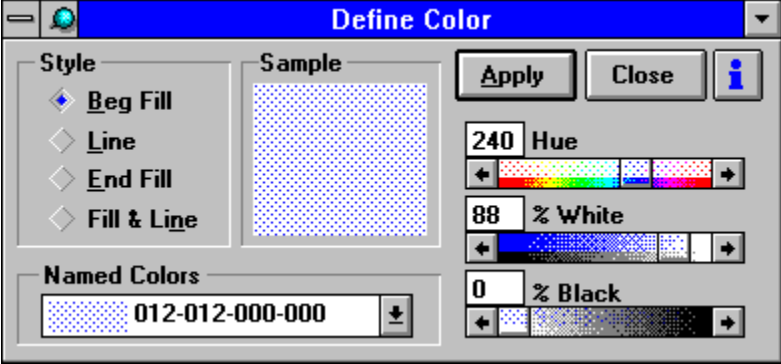 Define Color
Style
Beg Fill
Line
End Fill
Fill & Line
Sample
Apply
Close
i
240 Hue
88 % White
0 % Black
Named Colors
012-012-000-000